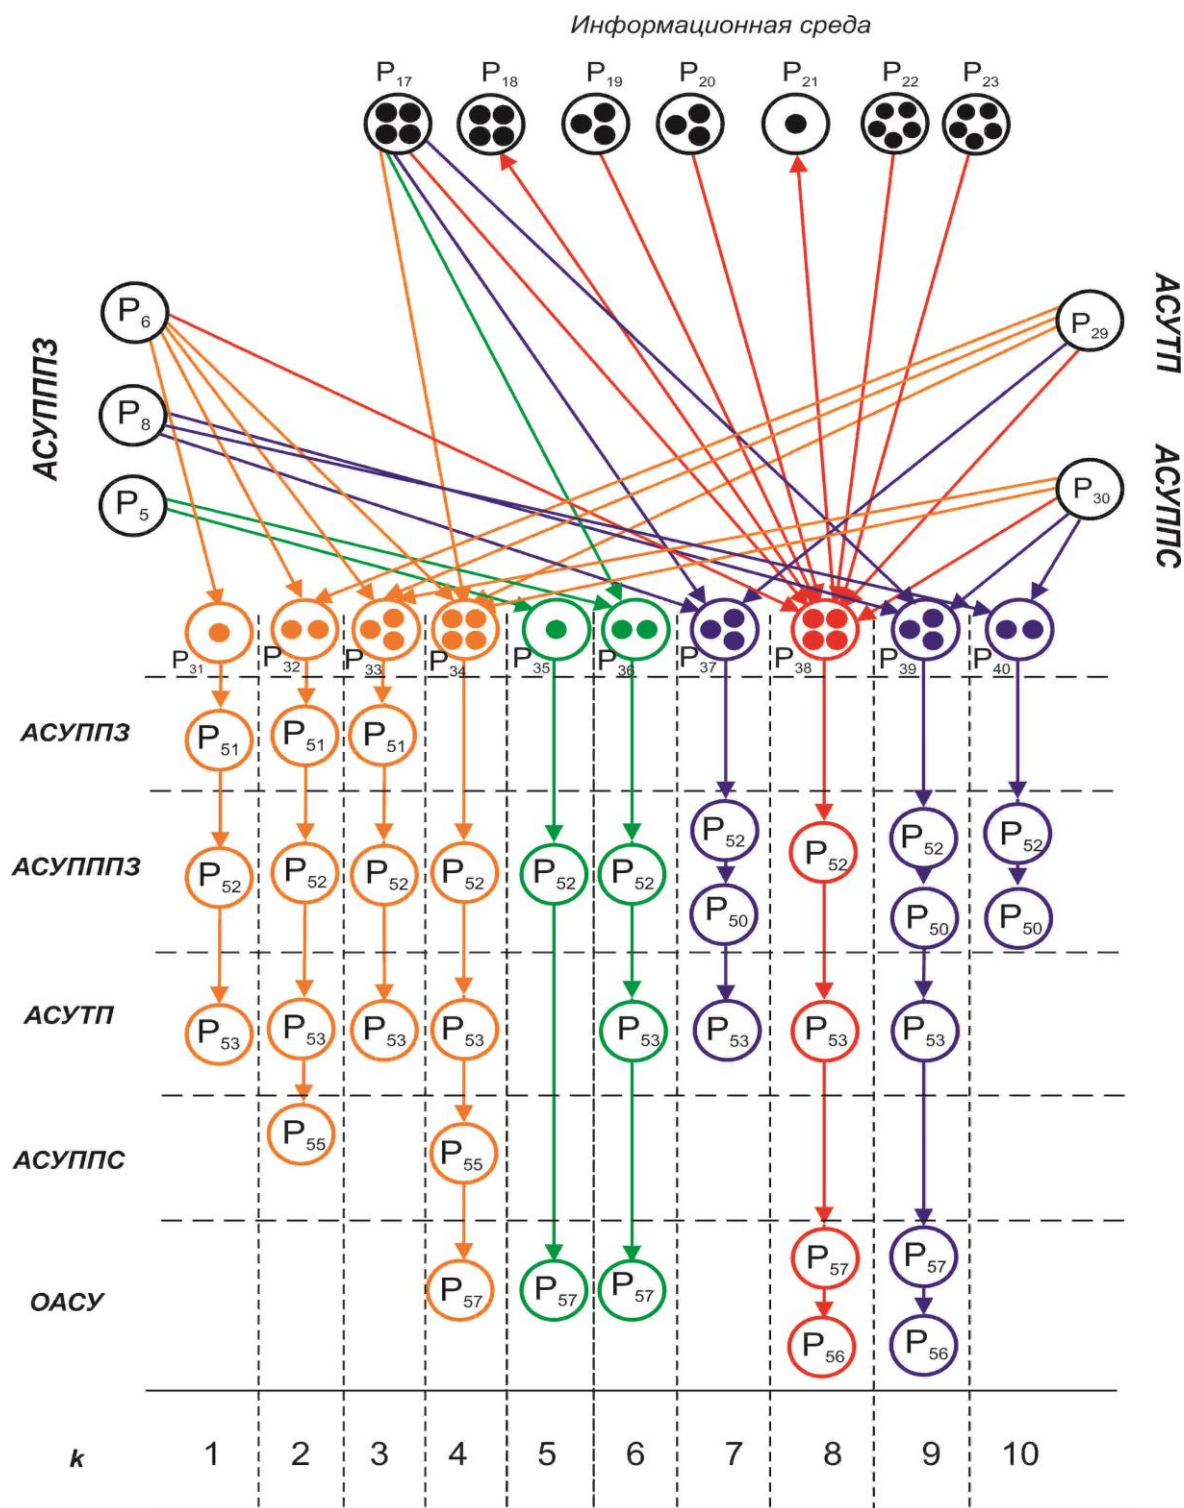 Информационная среда
P17 P18 P19 P20 P21 P22 P23
АСУПППЗ
P6
P8
P5
АСУТП
P29
АСУППС
P30
P31 P32 P33 P34 P35 P36 P37 P38 P39 P40
АСУППЗ
P51 P51 P51
АСУПППЗ
P52 P52 P52 P52 P52 P52 P52 P52 P52 P52
P50 P50 P50
АСУТП
P53 P53 P53 P53 P53 P53 P53 P53
АСУППС
P55 P55
ОАСУ
P57 P57 P57 P57 P57
P56 P56
k 1 2 3 4 5 6 7 8 9 10